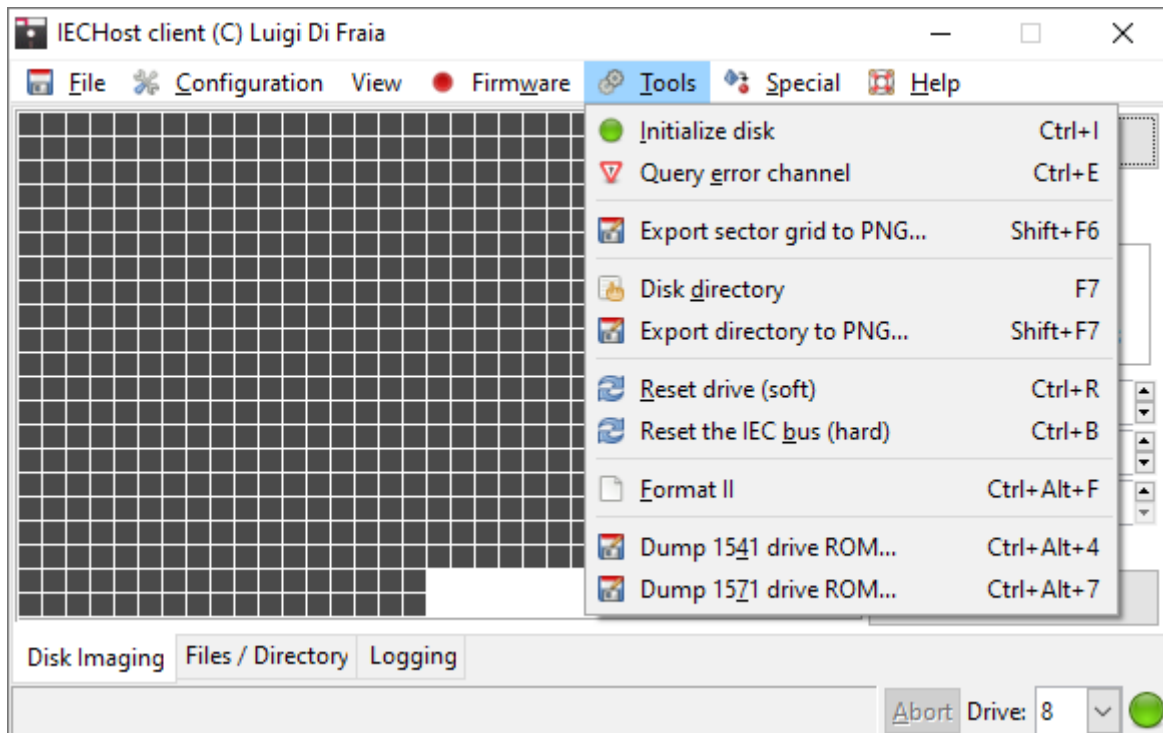 IECHost client (C) Luigi Di Fraia
File Configuration View Firmware Tools Special Help
Initialize disk Ctrl+I
Query error channel Ctrl+E
Export sector grid to PNG... Shift+F6
Disk directory F7
Export directory to PNG... Shift+F7
Reset drive (soft) Ctrl+R
Reset the IEC bus (hard) Ctrl+B
Format II Ctrl+Alt+F
Dump 1541 drive ROM... Ctrl+Alt+4
Dump 1571 drive ROM... Ctrl+Alt+7
Disk Imaging Files / Directory Logging
Abort Drive: 8